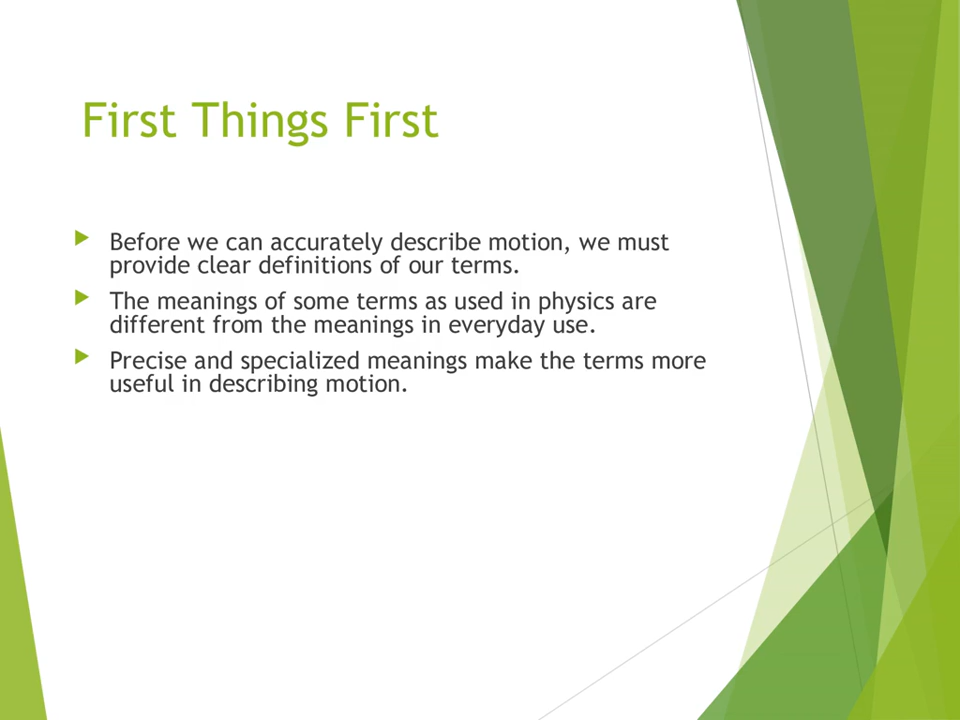 First Things First
Before we can accurately describe motion, we must
provide clear definitions of our terms.
The meanings of some terms as used in physics are
different from the meanings in everyday use.
Precise and specialized meanings make the terms more
useful in describing motion.